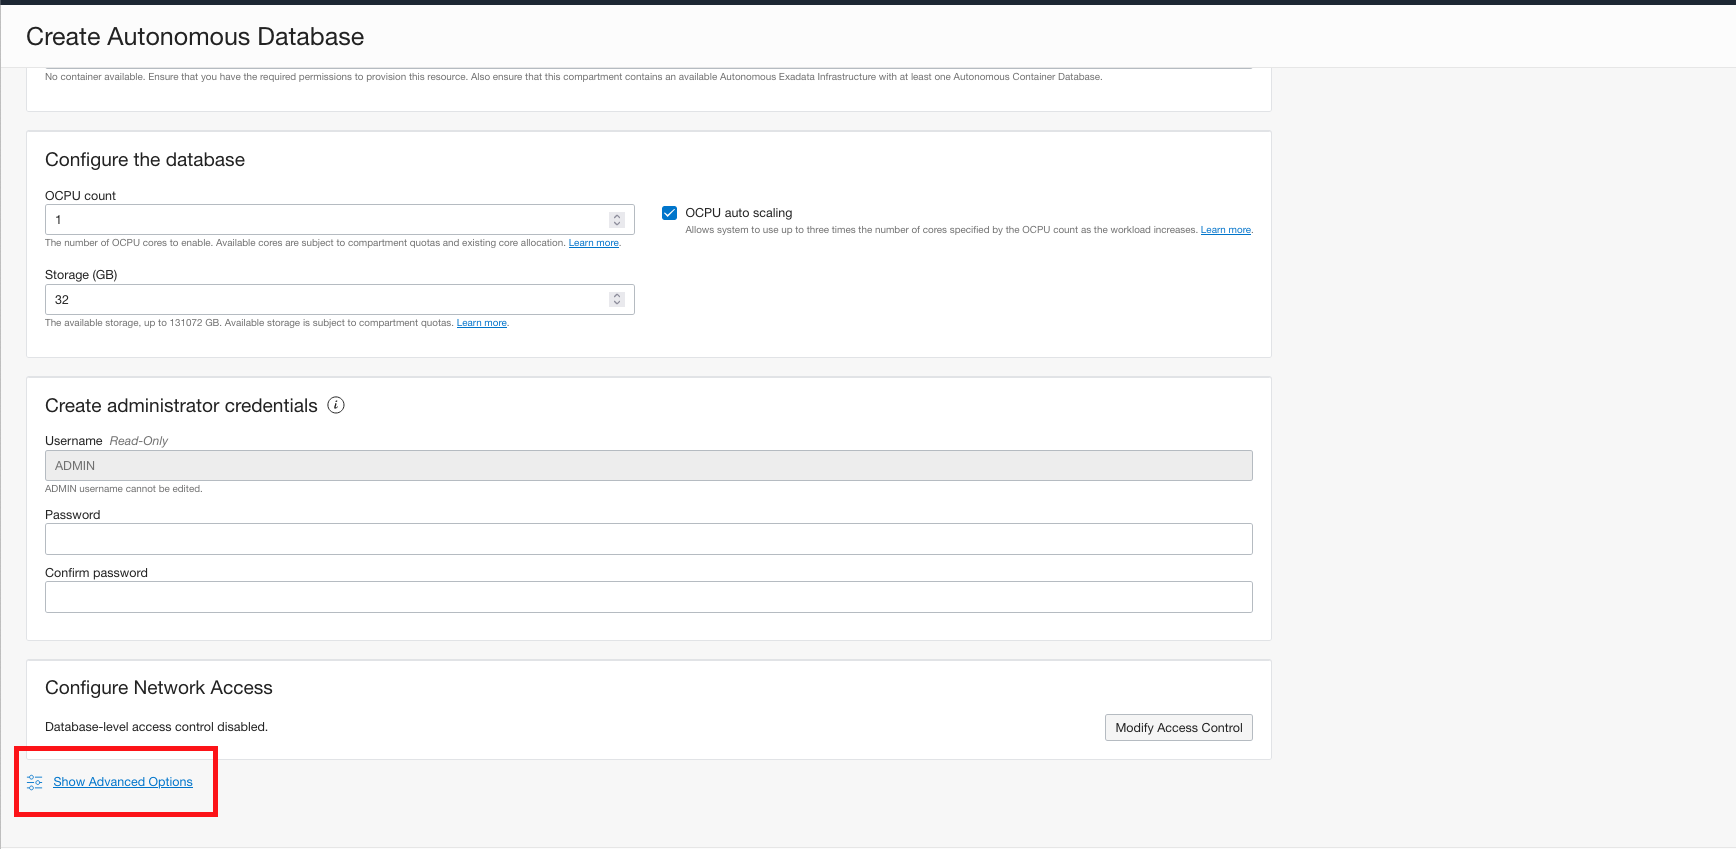 Create Autonomous Database
No container available. Ensure that you have the required permissions to provision this resource. Also ensure that this compartment contains an available Autonomous Exadata Infrastructure with at least one Autonomous Container Database.
Configure the database
OCPU count
1
The number of OCPU cores to enable. Available cores are subject to compartment quotas and existing core allocation. Learn more.
OCPU auto scaling
Allows system to use up to three times the number of cores specified by the OCPU count as the workload increases. Learn more.
Storage (GB)
32
The available storage, up to 131072 GB. Available storage is subject to compartment quotas. Learn more.
Create administrator credentials i
Username Read-Only
ADMIN
ADMIN username cannot be edited.
Password
Confirm password
Configure Network Access
Database-level access control disabled.
Modify Access Control
Show Advanced Options